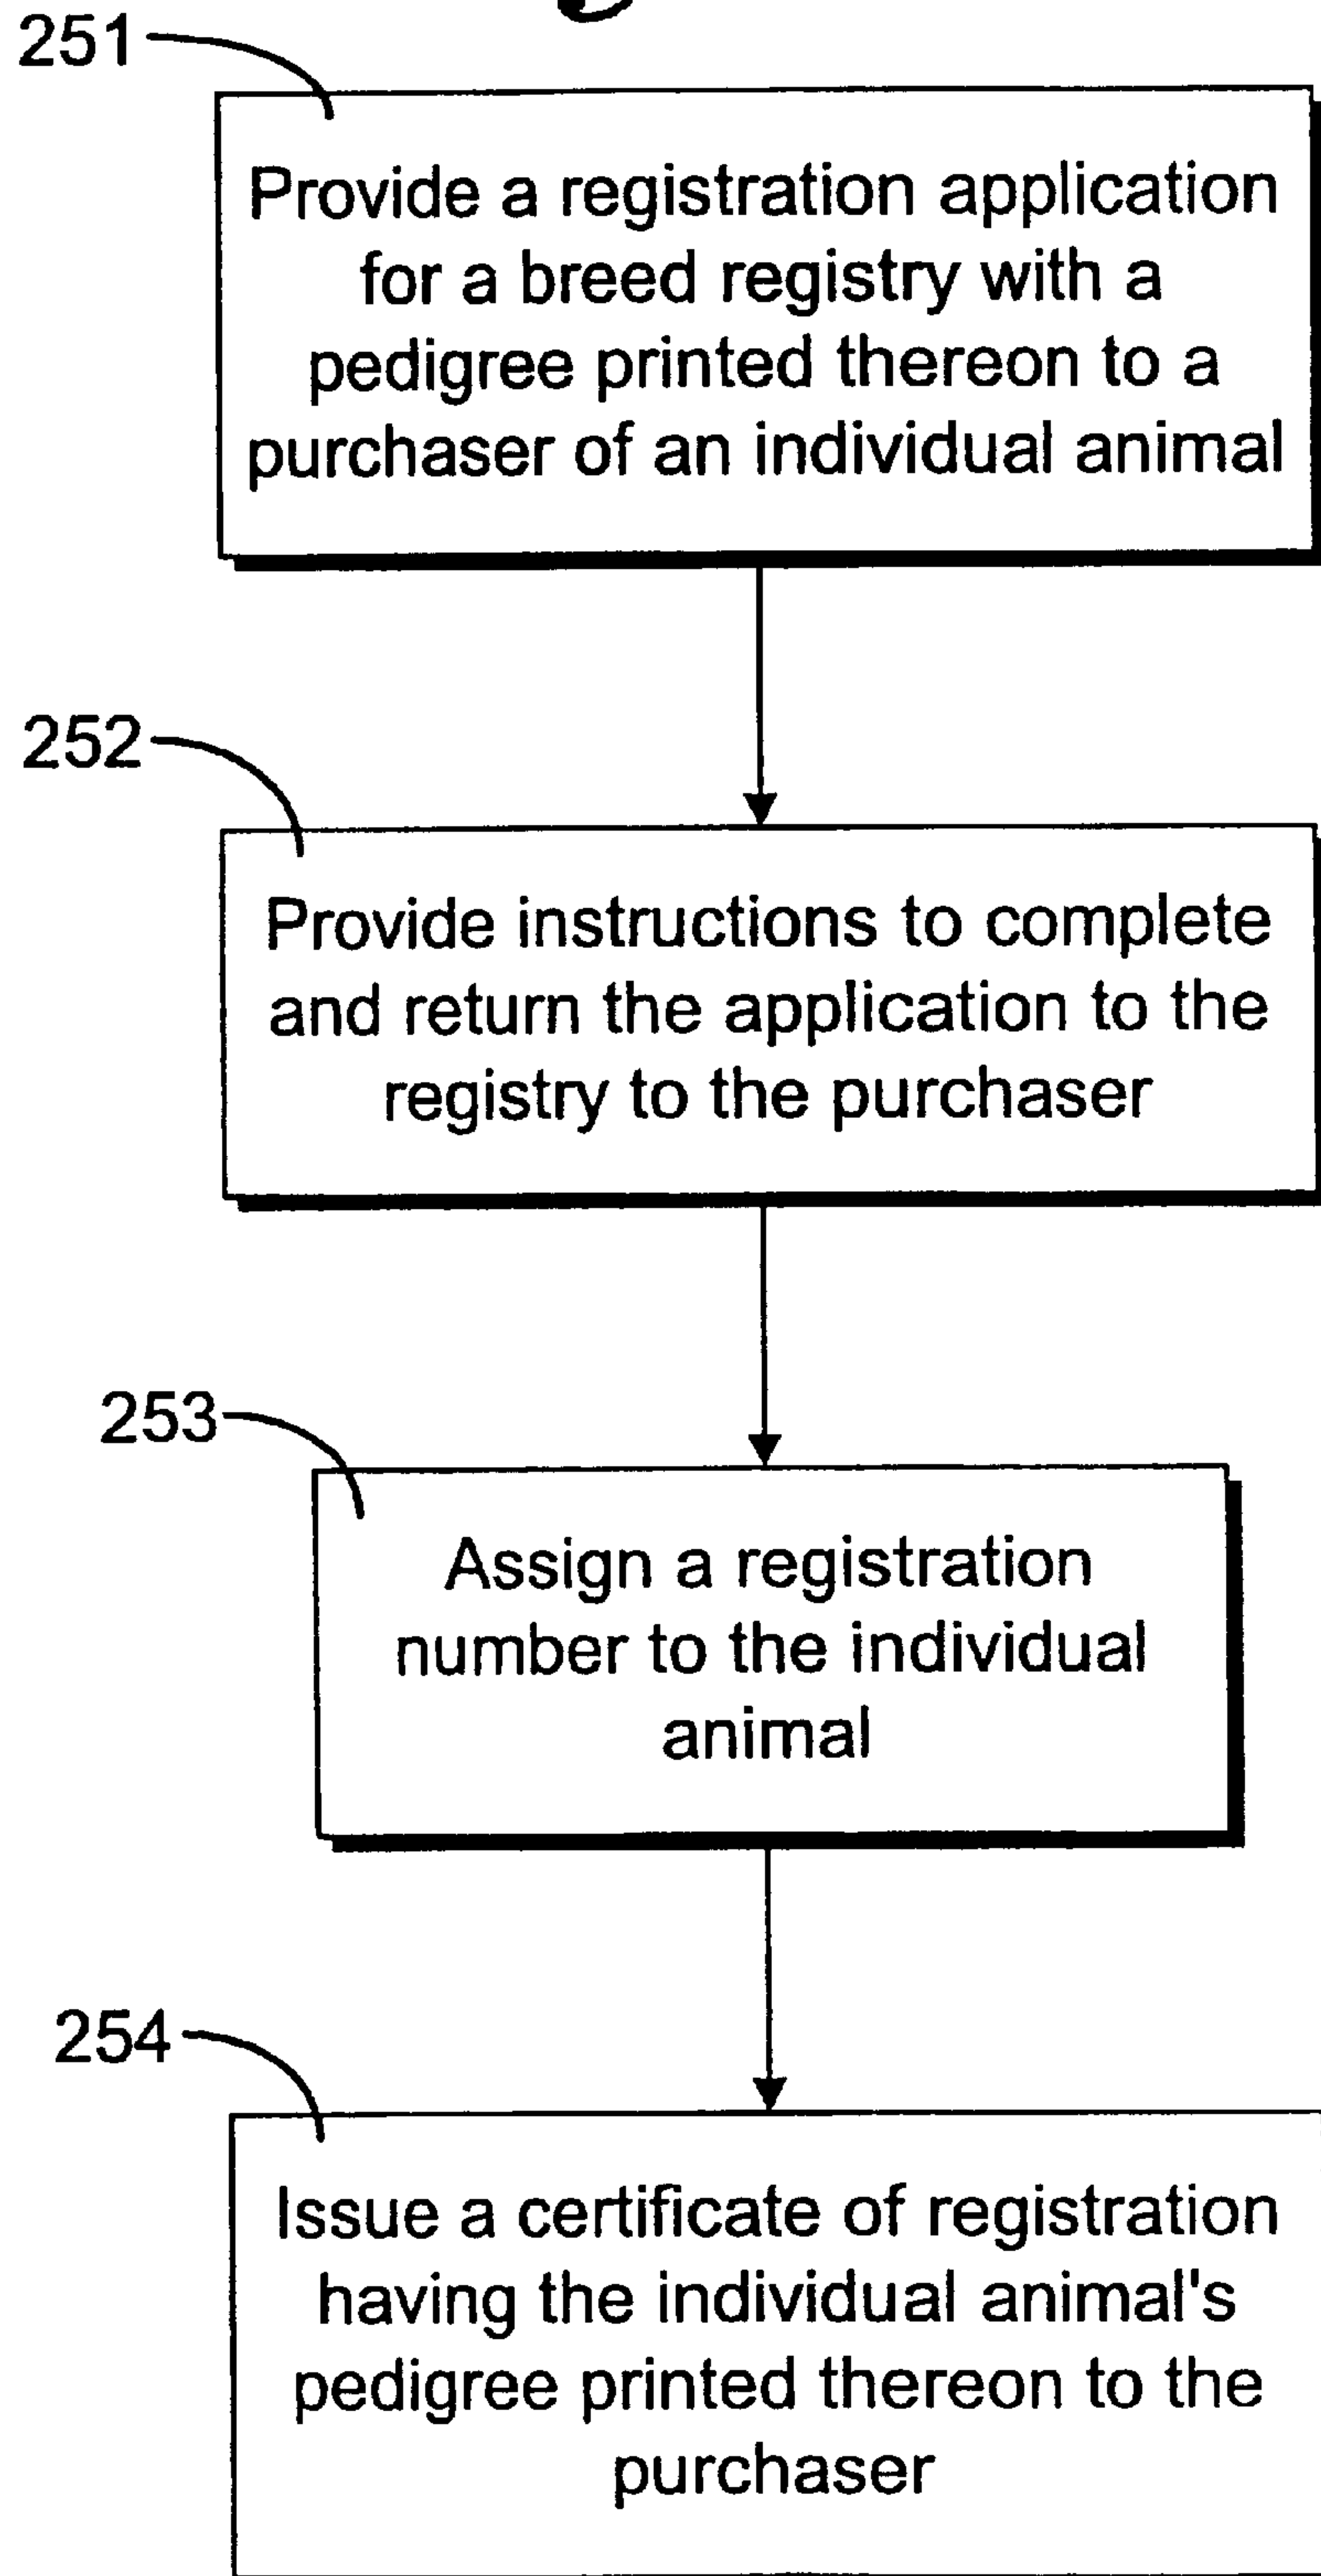 251
Provide a registration application
for a breed registry with a
pedigree printed thereon to a
purchaser of an individual animal
252
Provide instructions to complete
and return the application to the
registry to the purchaser
253
Assign a registration
number to the individual
animal
254
Issue a certificate of registration
having the individual animal's
pedigree printed thereon to the
purchaser